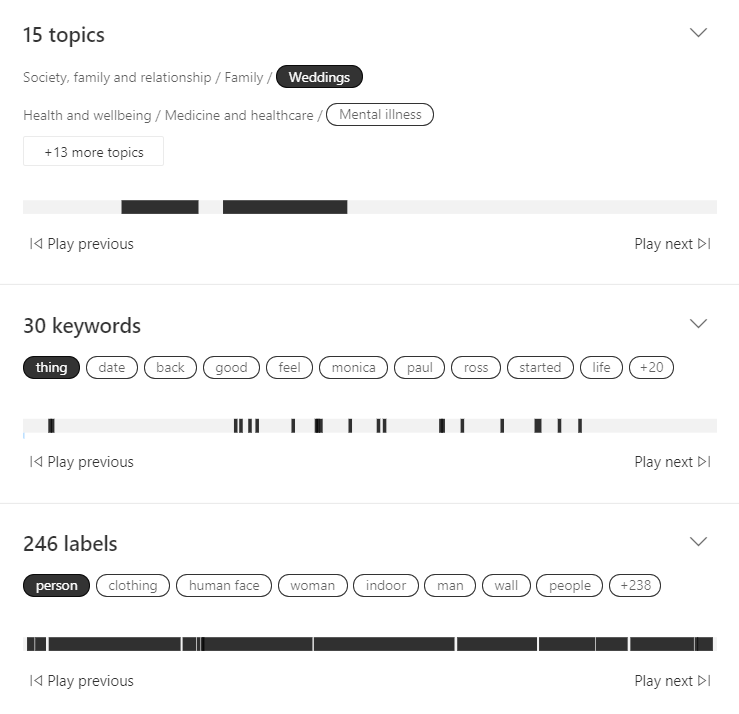 15 topics
Society, family and relationship / Family / Weddings
Health and wellbeing / Medicine and healthcare / Mental illness
+13 more topics
Play previous Play next
30 keywords
thing date back good feel monica paul ross started life +20
Play previous Play next
246 labels
person clothing human face woman indoor man wall people +238
Play previous Play next